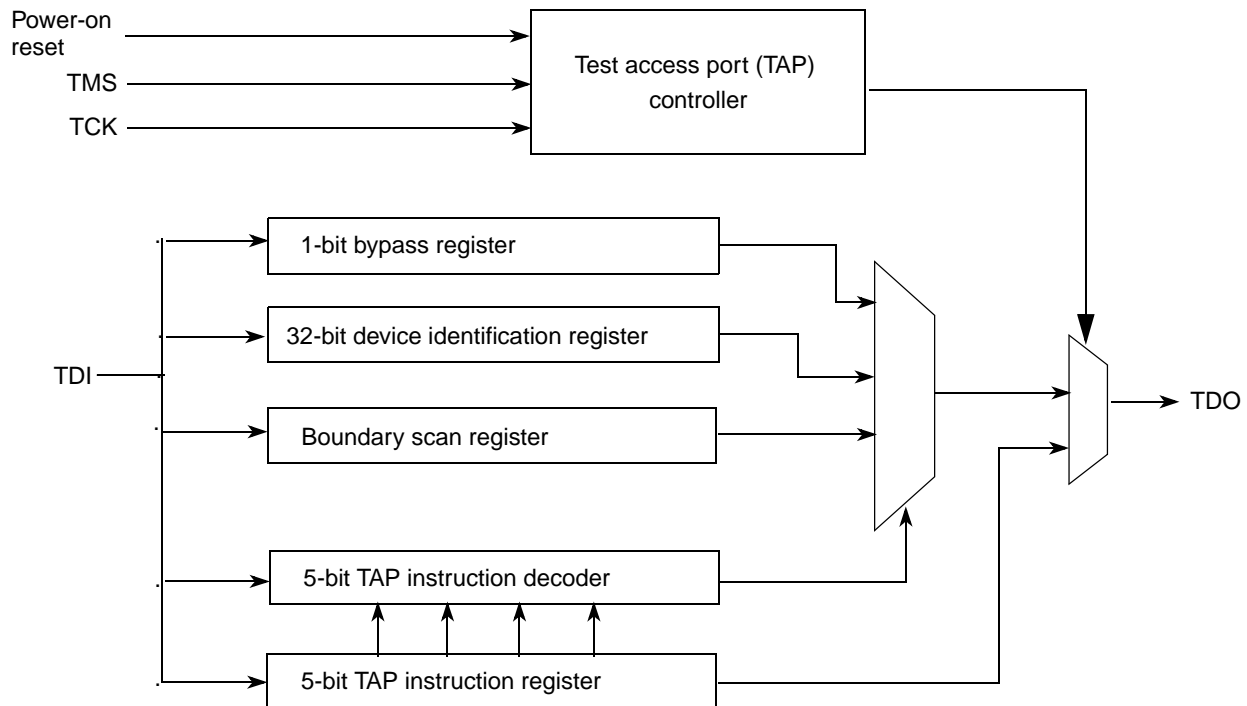 Power-on
reset
TMS
TCK
Test access port (TAP)
controller
1-bit bypass register
32-bit device identification register
TDI
Boundary scan register
TDO
5-bit TAP instruction decoder
5-bit TAP instruction register